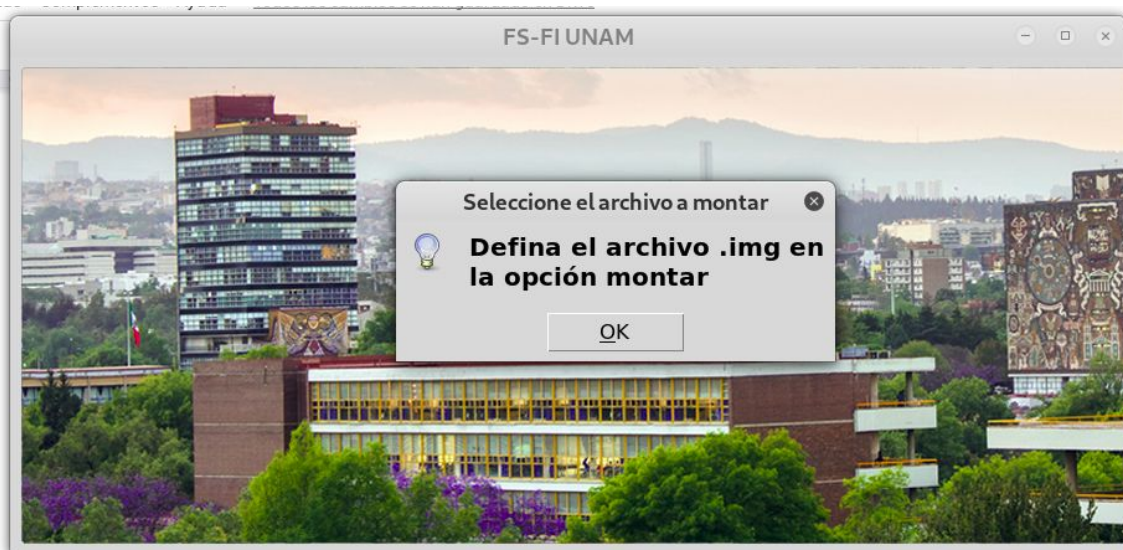 FS-FI UNAM
Seleccione el archivo a montar
Defina el archivo .img en
la opción montar
OK